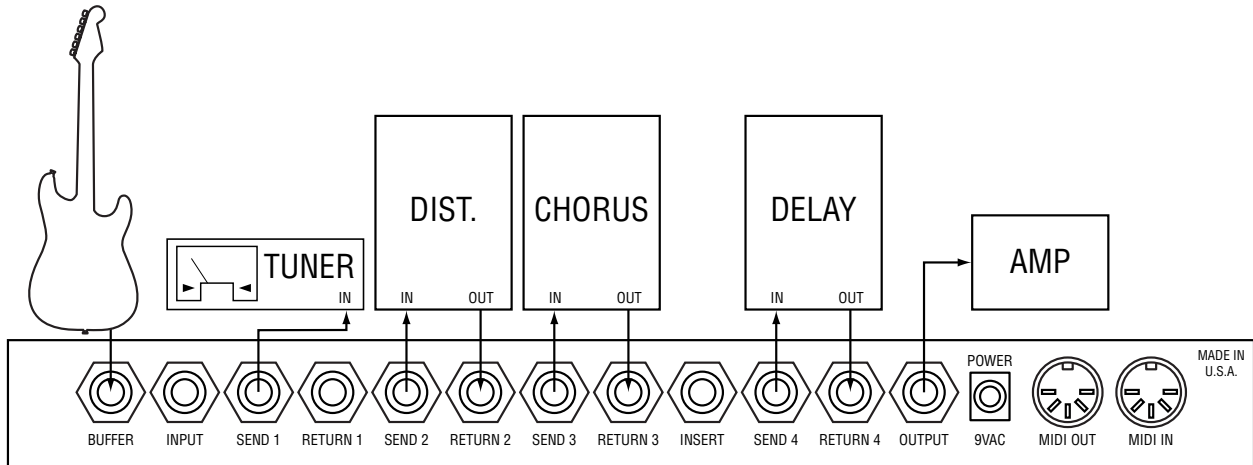 DIST.
CHORUS
DELAY
TUNER
AMP
IN
IN
OUT
IN
OUT
IN
OUT
POWER
MADE IN
U.S.A.
BUFFER
INPUT
SEND 1
RETURN 1
SEND 2
RETURN 2
SEND 3
RETURN 3
INSERT
SEND 4
RETURN 4
OUTPUT
9VAC
MIDI OUT
MIDI IN